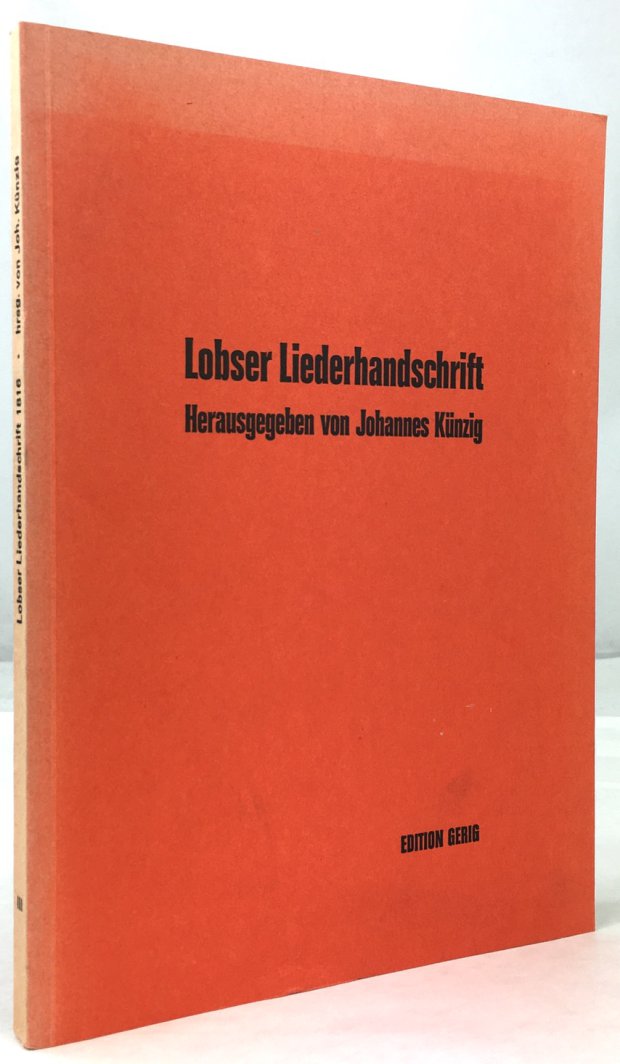 Lobser Liederhandschrift
Herausgegeben von Johannes Künzig
EDITION GERIG
Lobser Liederhandschrift 1816 • hrsg. von Joh. Künzig